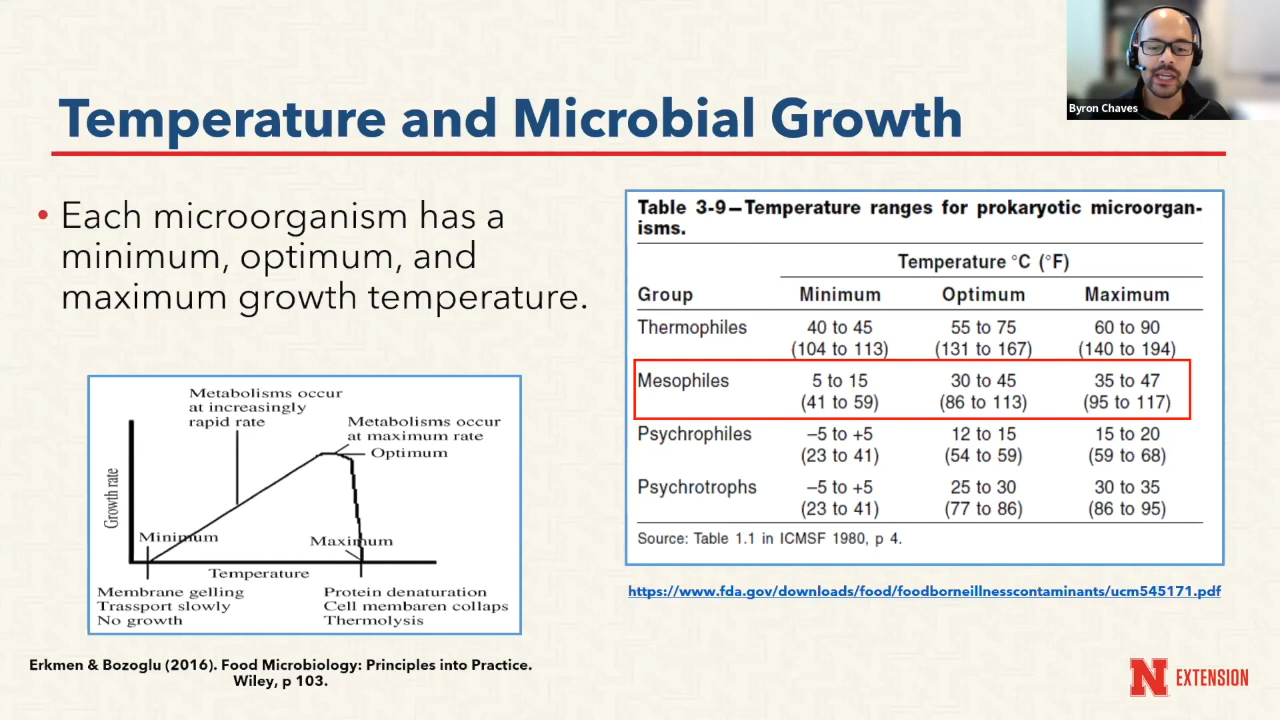 Byron Chaves
Temperature and Microbial Growth
• Each microorganism has a
minimum, optimum, and
maximum growth temperature.
Metabolisms occur
at increasingly
rapid rate
Metabolisms occur
at maximum rate
Optimum
Growth rate
Minimum
Maximum
Temperature
Membrane gelling
Trassport slowly
No growth
Protein denaturation
Cell membaren collaps
Thermolysis
Erkmen & Bozoglu (2016). Food Microbiology: Principles into Practice.
Wiley, p 103.
Table 3-9—Temperature ranges for prokaryotic microorgan-
isms.
Temperature °C (°F)
Group Minimum Optimum Maximum
Thermophiles 40 to 45 55 to 75 60 to 90
(104 to 113) (131 to 167) (140 to 194)
Mesophiles 5 to 15 30 to 45 35 to 47
(41 to 59) (86 to 113) (95 to 117)
Psychrophiles –5 to +5 12 to 15 15 to 20
(23 to 41) (54 to 59) (59 to 68)
Psychrotrophs –5 to +5 25 to 30 30 to 35
(23 to 41) (77 to 86) (86 to 95)
Source: Table 1.1 in ICMSF 1980, p 4.
https://www.fda.gov/downloads/food/foodborneillnesscontaminants/ucm545171.pdf
N EXTENSION